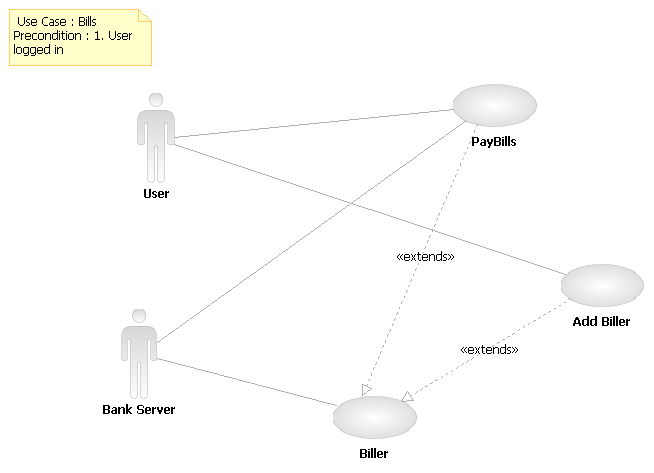 Use Case : Bills
Precondition : 1. User
logged in
PayBills
User
«extends»
Add Biller
«extends»
Bank Server
Biller